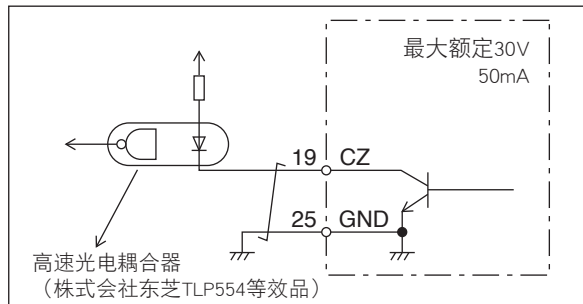 最大额定30V
50mA
19 CZ
25 GND
高速光电耦合器
（株式会社东芝TLP554等效品）